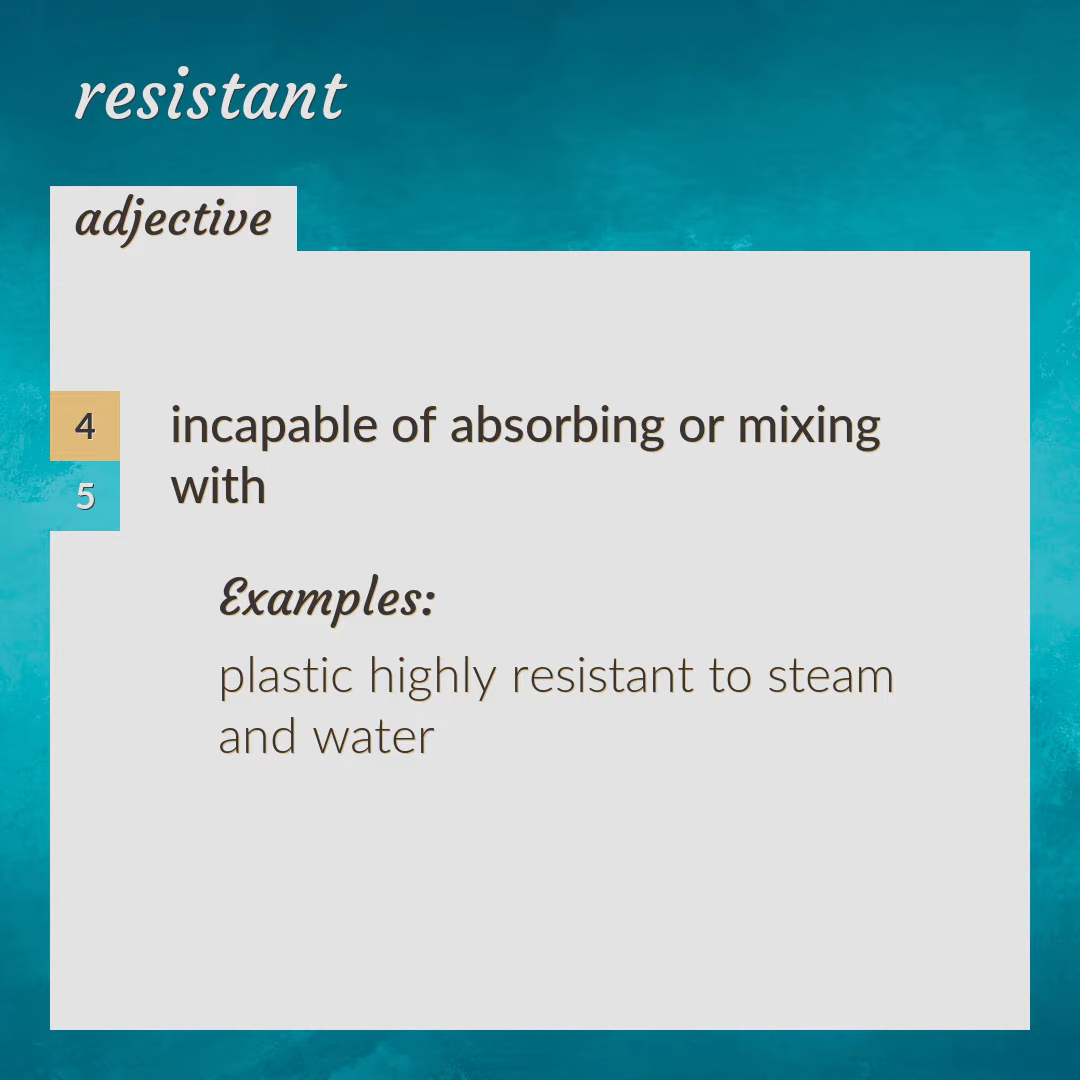 resistant
adjective
4
incapable of absorbing or mixing
with
5
Examples:
plastic highly resistant to steam
and water